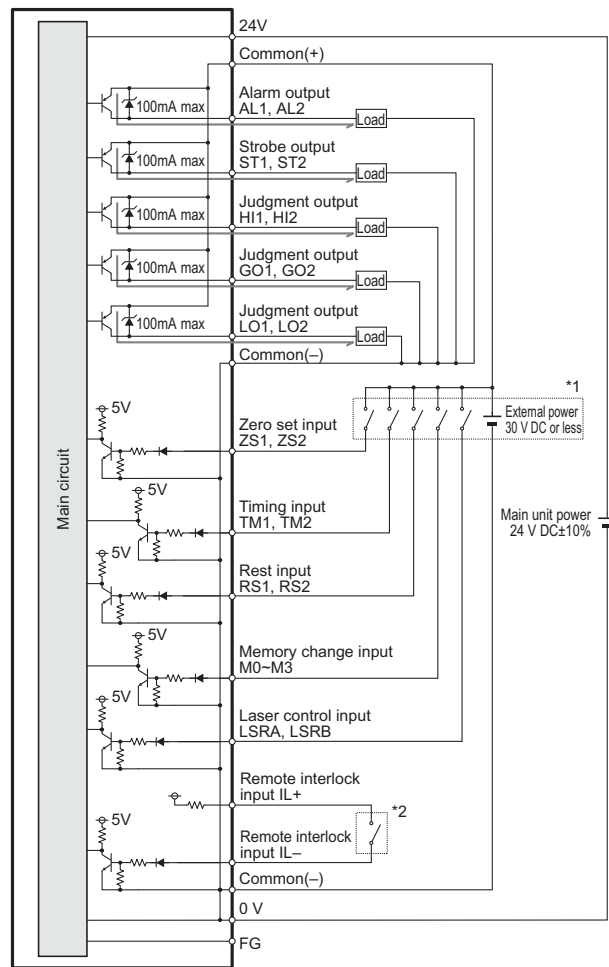 24V
Common(+)
Alarm output
AL1, AL2
100mA max
Load
Strobe output
ST1, ST2
100mA max
Load
Judgment output
HI1, HI2
100mA max
Load
Judgment output
GO1, GO2
100mA max
Load
Judgment output
LO1, LO2
100mA max
Load
Common(–)
*1
External power
30 V DC or less
5V
Zero set input
ZS1, ZS2
Main circuit
5V
Timing input
TM1, TM2
Main unit power
24 V DC±10%
5V
Rest input
RS1, RS2
5V
Memory change input
M0~M3
5V
Laser control input
LSRA, LSRB
Remote interlock
input IL+
*2
5V
Remote interlock
input IL–
Common(–)
0 V
FG